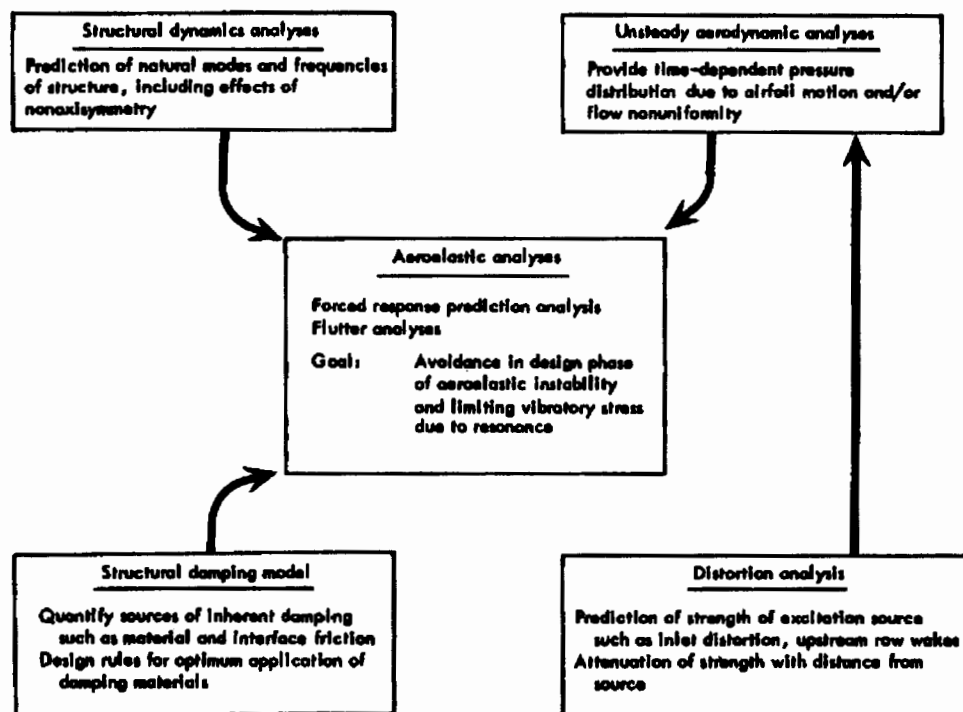 Structural dynamics analyses
Prediction of natural modes and frequencies
of structure, including effects of
nonaxisymmetry
Unsteady aerodynamic analyses
Provide time-dependent pressure
distribution due to airfoil motion and/or
flow nonuniformity
Aeroelastic analyses
Forced response prediction analysis
Flutter analyses
Goal: Avoidance in design phase
of aeroelastic instability
and limiting vibratory stress
due to resonance
Structural damping model
Quantify sources of inherent damping
such as material and interface friction
Design rules for optimum application of
damping materials
Distortion analysis
Prediction of strength of excitation source
such as inlet distortion, upstream row wakes
Attenuation of strength with distance from
source